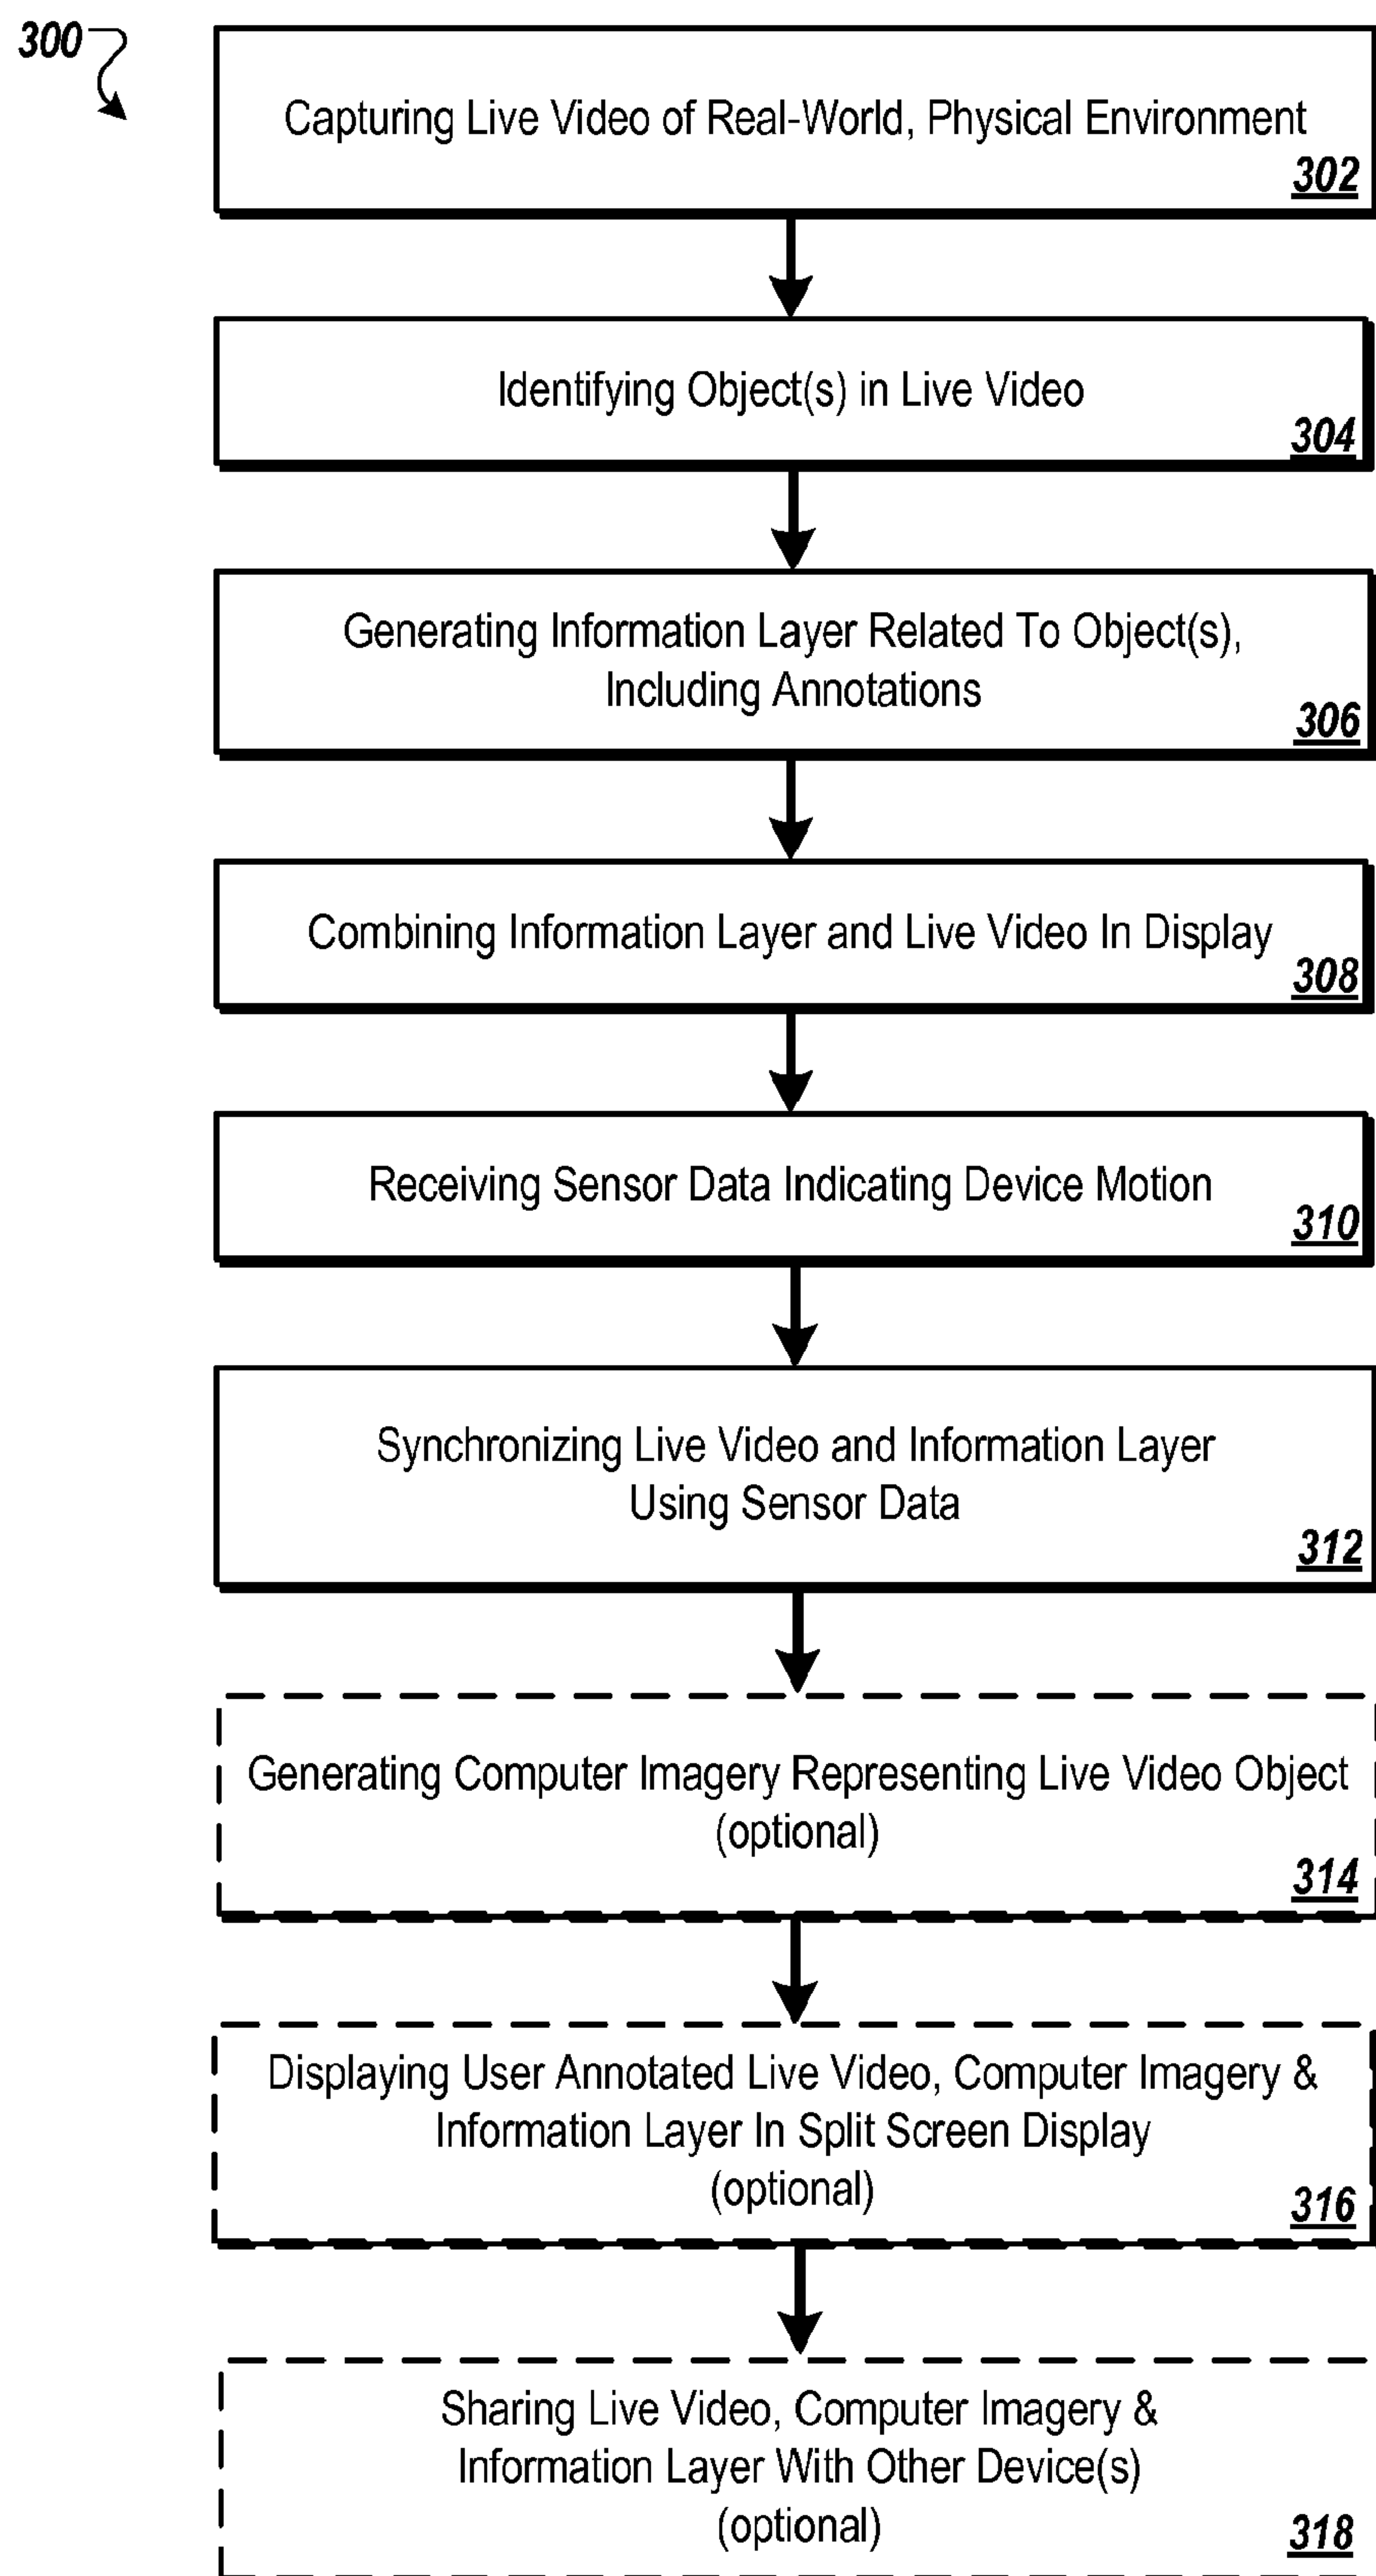 300
Capturing Live Video of Real-World, Physical Environment
302
Identifying Object(s) in Live Video
304
Generating Information Layer Related To Object(s),
Including Annotations
306
Combining Information Layer and Live Video In Display
308
Receiving Sensor Data Indicating Device Motion
310
Synchronizing Live Video and Information Layer
Using Sensor Data
312
Generating Computer Imagery Representing Live Video Object
(optional)
314
Displaying User Annotated Live Video, Computer Imagery &
Information Layer In Split Screen Display
(optional)
316
Sharing Live Video, Computer Imagery &
Information Layer With Other Device(s)
(optional)
318